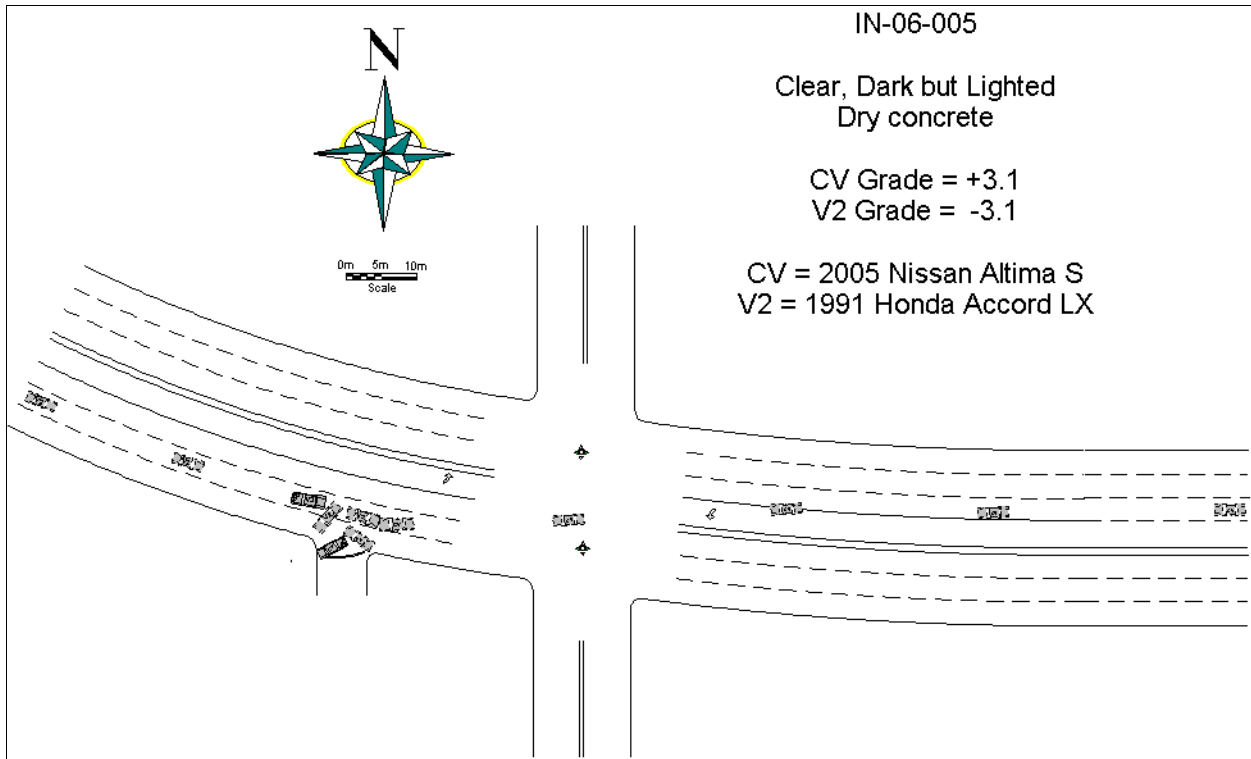 IN-06-005
N
Clear, Dark but Lighted
Dry concrete
CV Grade = +3.1
V2 Grade = -3.1
0m 5m 10m
Scale
CV = 2005 Nissan Altima S
V2 = 1991 Honda Accord LX